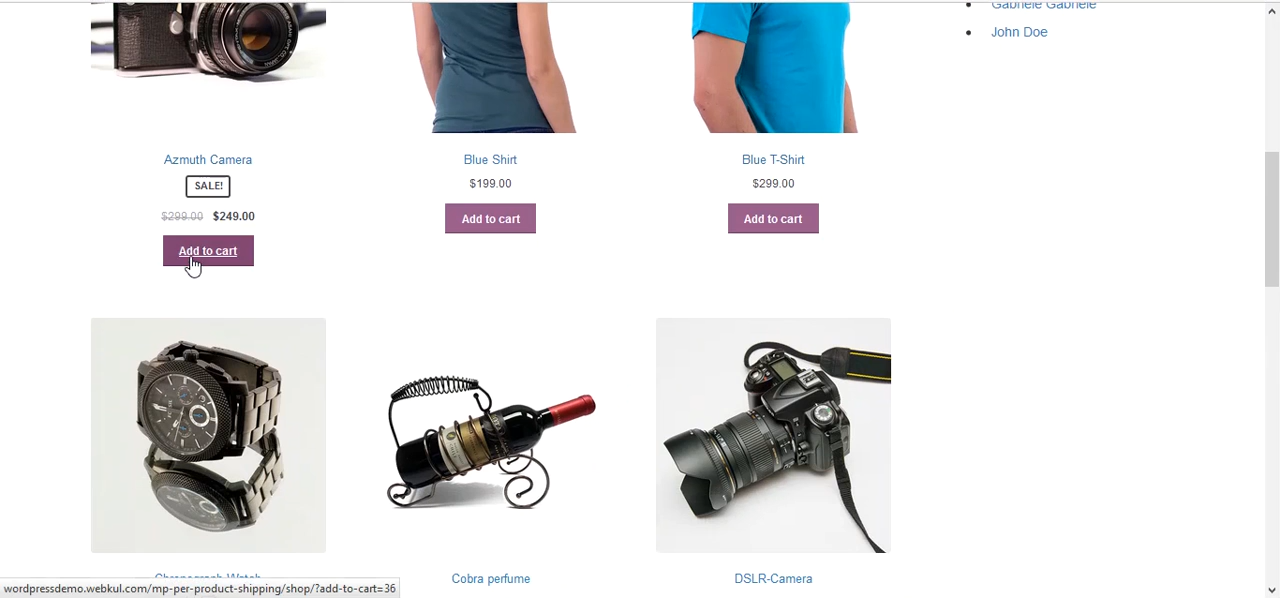 Gabriele Gabriele
John Doe
Azmuth Camera
SALE!
$299.00 $249.00
Add to cart
Blue Shirt
$199.00
Add to cart
Blue T-Shirt
$299.00
Add to cart
Chronograph Watch
Cobra perfume
DSLR-Camera
wordpressdemo.webkul.com/mp-per-product-shipping/shop/?add-to-cart=36